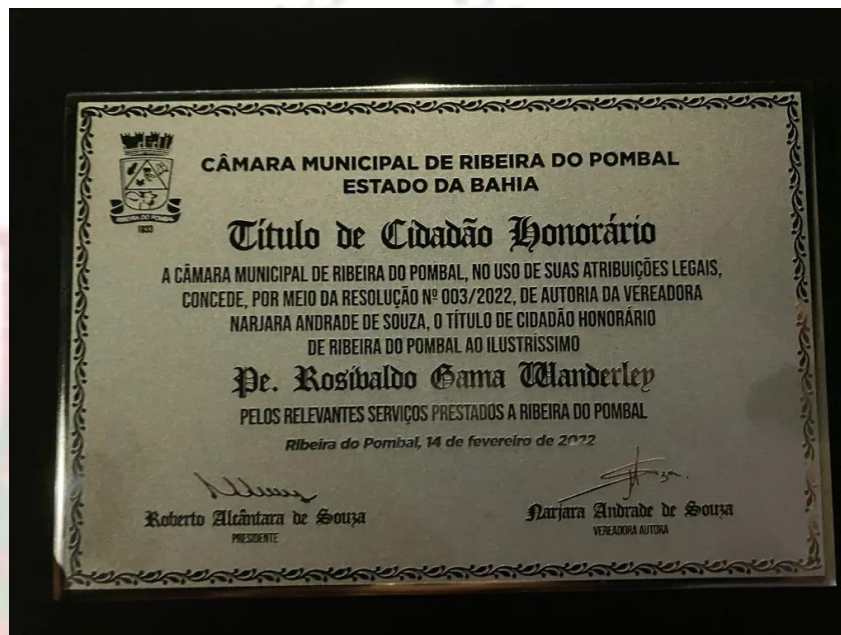 CÂMARA MUNICIPAL DE RIBEIRA DO POMBAL
ESTADO DA BAHIA
RIBEIRA DO POMBAL
Título de Cidadão Honorário
A CÂMARA MUNICIPAL DE RIBEIRA DO POMBAL, NO USO DE SUAS ATRIBUIÇÕES LEGAIS,
CONCEDE, POR MEIO DA RESOLUÇÃO Nº 003/2022, DE AUTORIA DA VEREADORA
NARJARA ANDRADE DE SOUZA, O TÍTULO DE CIDADÃO HONORÁRIO
DE RIBEIRA DO POMBAL AO ILUSTRÍSSIMO
Pe. Rosivaldo Gama Wanderley
PELOS RELEVANTES SERVIÇOS PRESTADOS A RIBEIRA DO POMBAL
Ribeira do Pombal, 14 de fevereiro de 2022
Roberto Alcântara de Souza
Narjara Andrade de Souza
PRESIDENTE
VEREADORA AUTORA